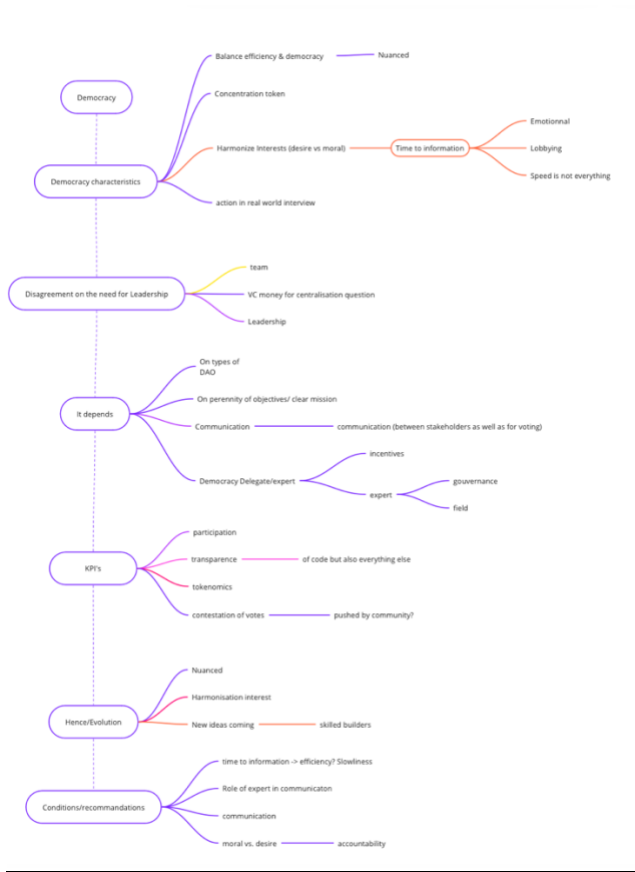 Democracy
Democracy characteristics
Balance efficiency & democracy
Nuanced
Concentration token
Harmonize Interests (desire vs moral)
Time to information
Emotionnal
Lobbying
Speed is not everything
action in real world interview
Disagreement on the need for Leadership
team
VC money for centralisation question
Leadership
It depends
On types of
DAO
On perennity of objectives/ clear mission
Communication
communication (between stakeholders as well as for voting)
Democracy Delegate/expert
incentives
expert
gouvernance
field
KPI's
participation
transparence
of code but also everything else
tokenomics
contestation of votes
pushed by community?
Hence/Evolution
Nuanced
Harmonisation interest
New ideas coming
skilled builders
Conditions/recommandations
time to information -> efficiency? Slowliness
Role of expert in communicaton
communication
moral vs. desire
accountability